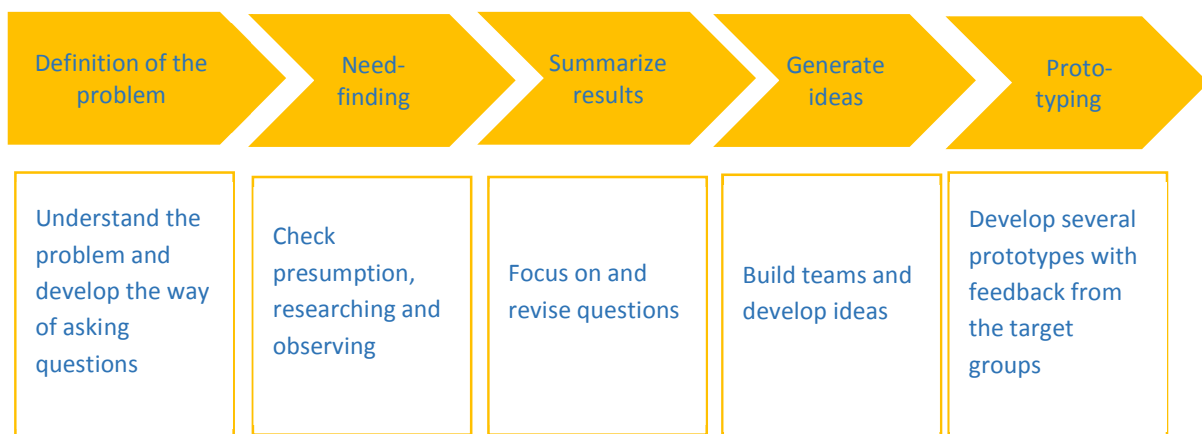 Definition of the
problem
Need-
finding
Summarize
results
Generate
ideas
Proto-
typing
Understand the
problem and
develop the way
of asking
questions
Check
presumption,
researching and
observing
Focus on and
revise questions
Build teams and
develop ideas
Develop several
prototypes with
feedback from
the target
groups